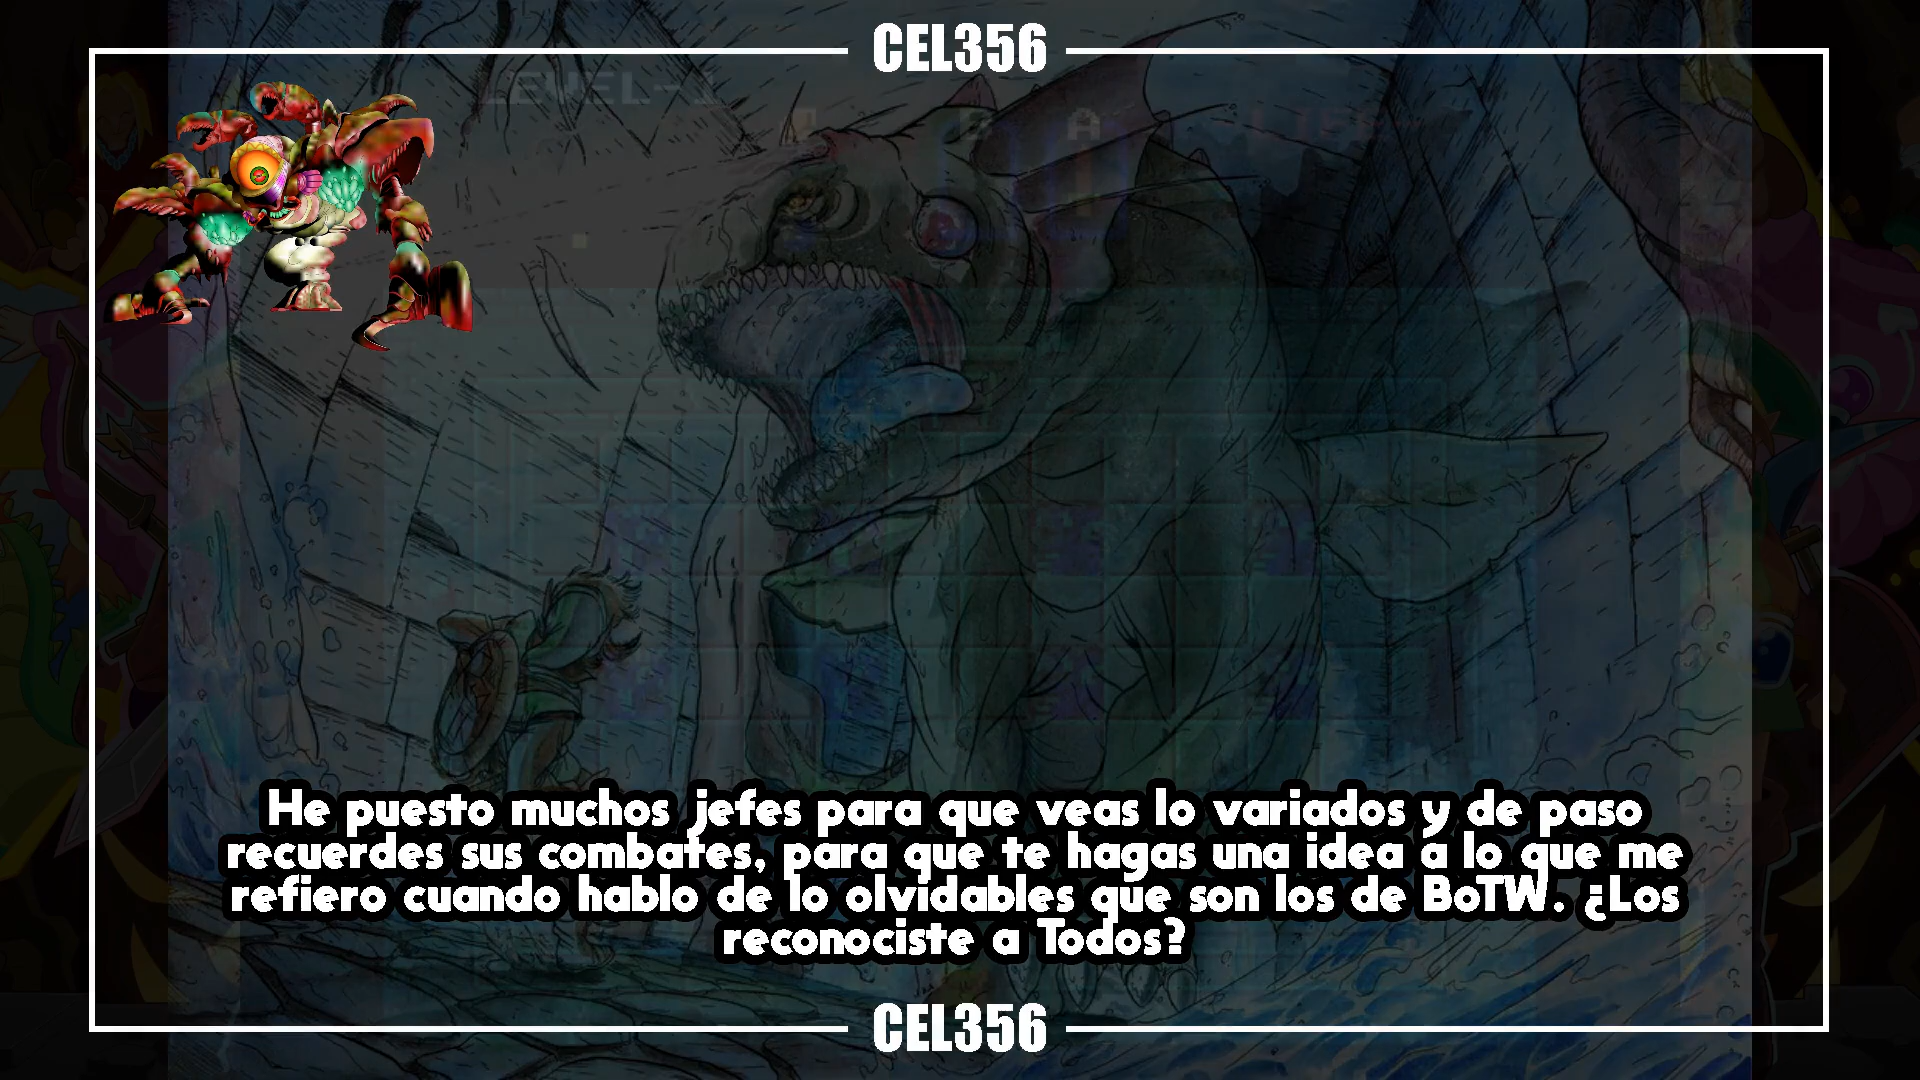 CEL356
LEVEL-1
B A
He puesto muchos jefes para que veas lo variados y de paso
recuerdes sus combates, para que te hagas una idea a lo que me
refiero cuando hablo de lo olvidables que son los de BoTW. ¿Los
reconociste a Todos?
CEL356